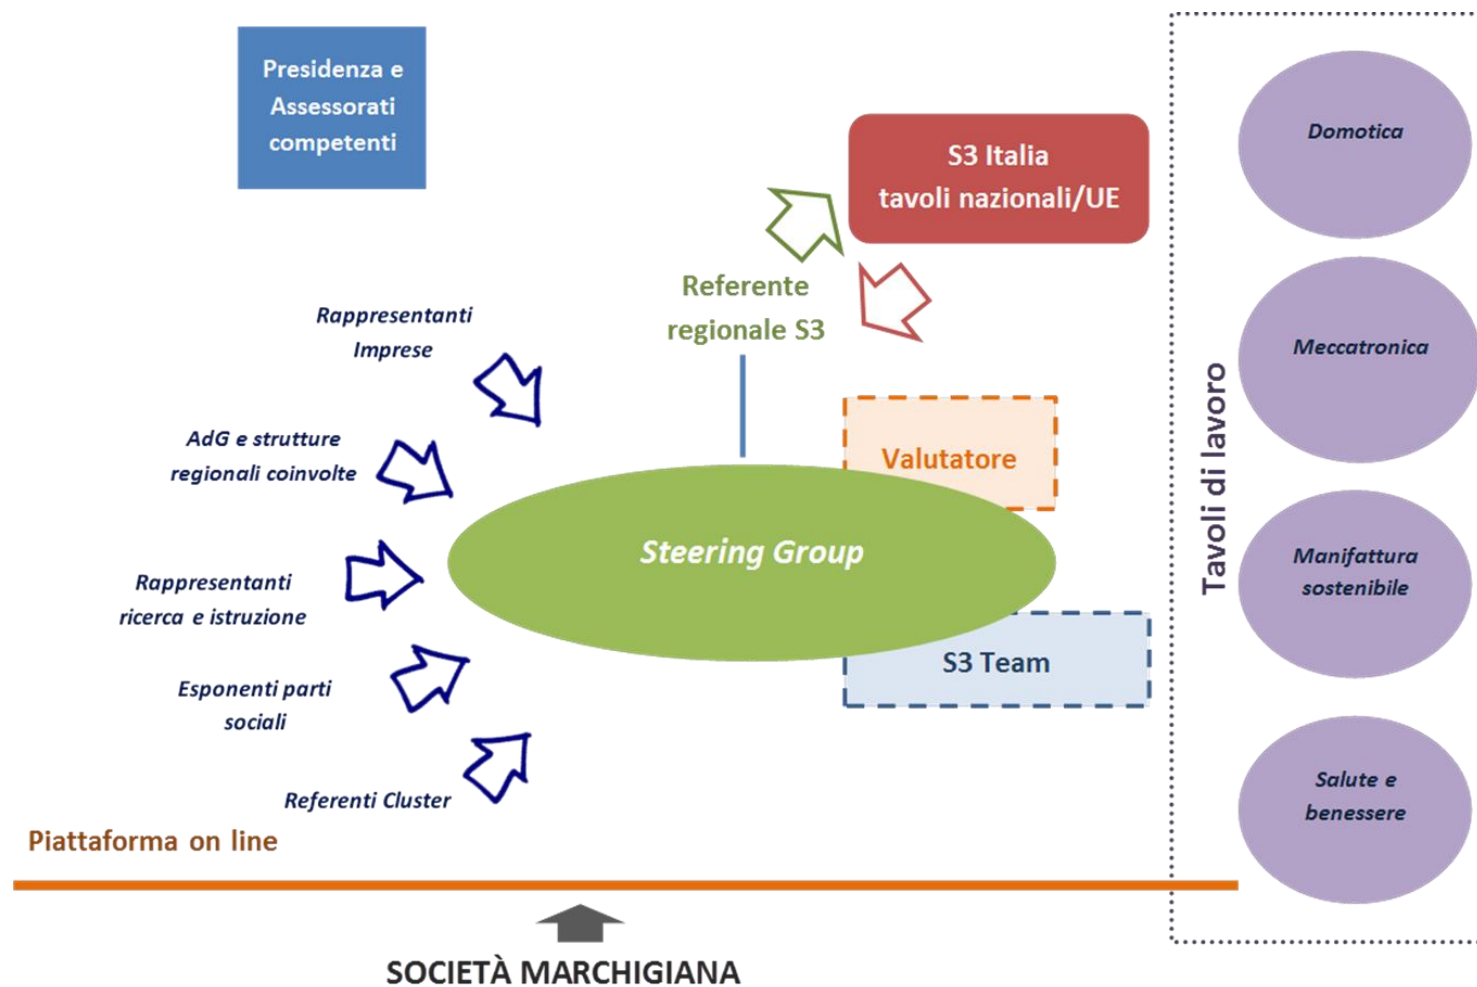 Presidenza e
Assessorati
competenti
S3 Italia
tavoli nazionali/UE
Referente
regionale S3
Rappresentanti
Imprese
AdG e strutture
regionali coinvolte
Rappresentanti
ricerca e istruzione
Esponenti parti
sociali
Referenti Cluster
Valutatore
Steering Group
S3 Team
Tavoli di lavoro
Domotica
Meccatronica
Manifattura
sostenibile
Salute e
benessere
Piattaforma on line
SOCIETÀ MARCHIGIANA